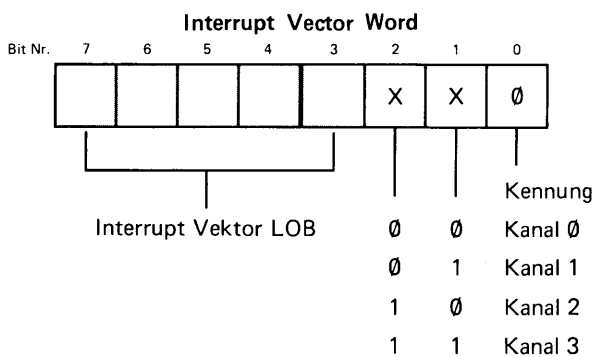 Interrupt Vector Word
Bit Nr. 7 6 5 4 3 2 1 0
X X Ø
Kennung
Interrupt Vektor LOB Ø Ø Kanal Ø
Ø 1 Kanal 1
1 Ø Kanal 2
1 1 Kanal 3